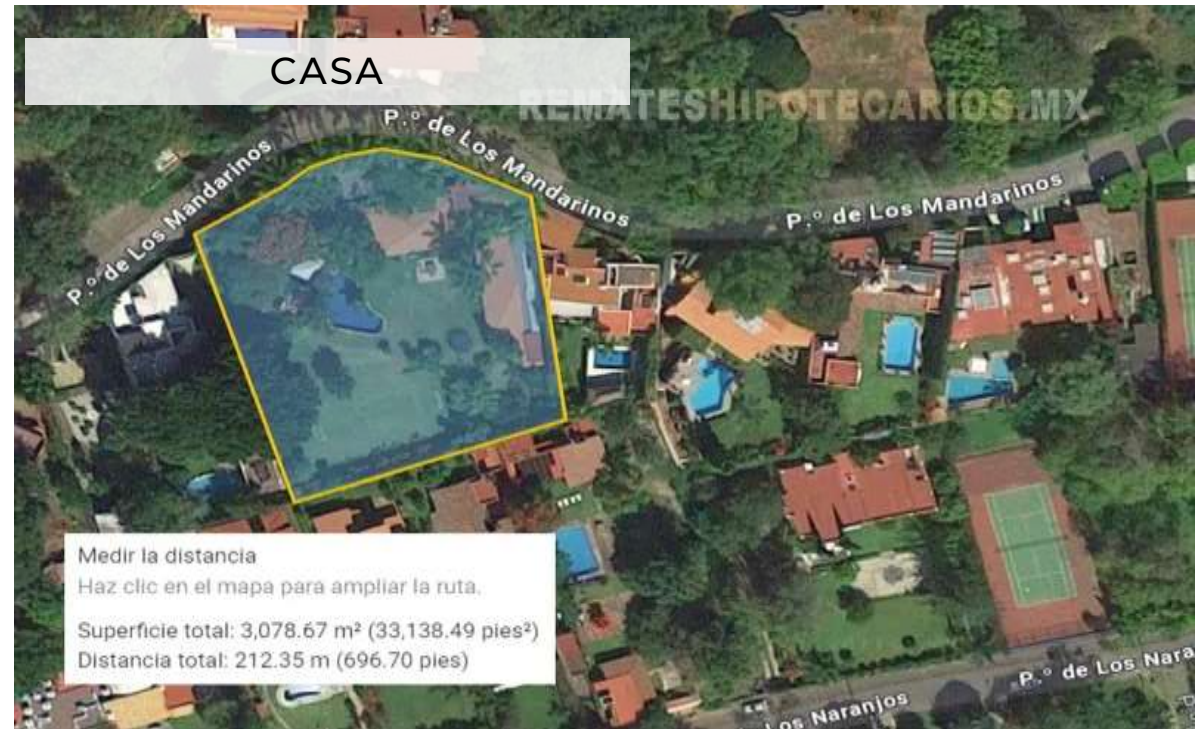 CASA
REMATESHIPOTECARIOS.MX
P.º de Los Mandarinos
P.º de Los Mandarinos
P.º de Los Mandarinos
Medir la distancia
Haz clic en el mapa para ampliar la ruta.
Superficie total: 3,078.67 m² (33,138.49 pies²)
Distancia total: 212.35 m (696.70 pies)
P.º de Los Nara
Los Naranjos